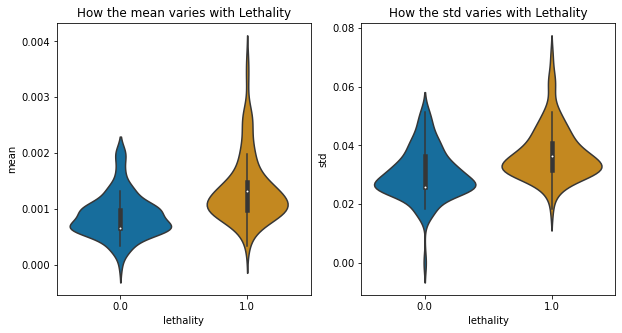 How the mean varies with Lethality
0.004
0.003
0.002
0.001
0.000
mean
0.0
1.0
lethality
How the std varies with Lethality
0.08
0.06
0.04
0.02
0.00
std
0.0
1.0
lethality